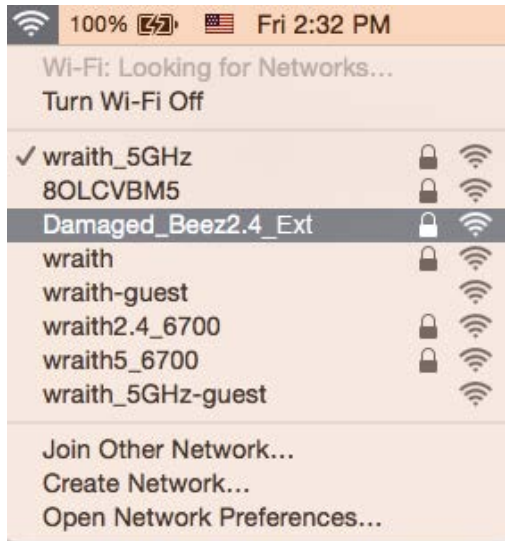 100% Fri 2:32 PM
Wi-Fi: Looking for Networks...
Turn Wi-Fi Off
✓ wraith_5GHz
8OLCVBM5
Damaged_Beez2.4_Ext
wraith
wraith-guest
wraith2.4_6700
wraith5_6700
wraith_5GHz-guest
Join Other Network...
Create Network...
Open Network Preferences...